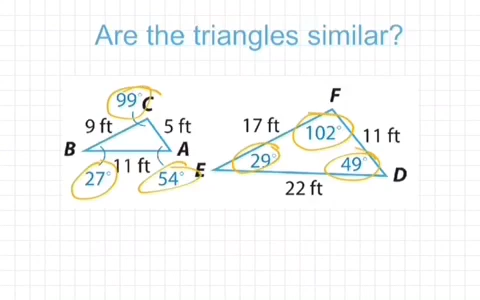 Are the triangles similar?
99° C
9 ft
5 ft
B
A
11 ft
27°
54°
F
17 ft
102°
11 ft
E
29°
49°
D
22 ft